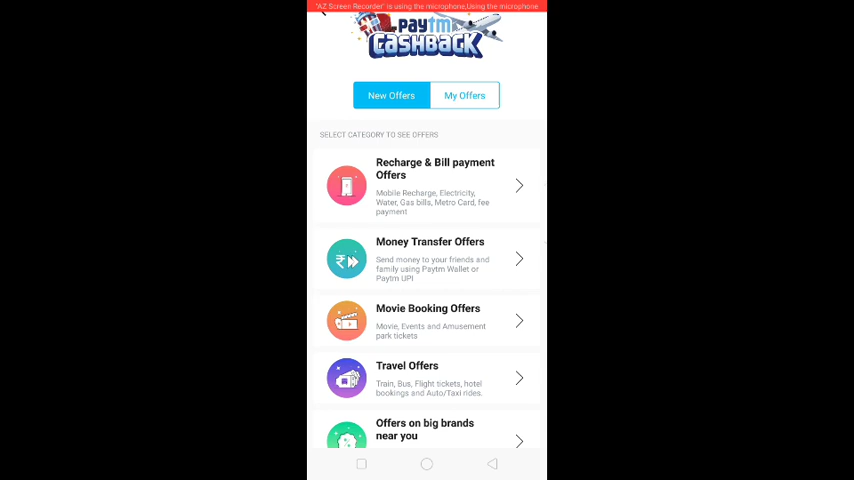 "AZ Screen Recorder" is using the microphone,Using the microphone
PAYTM
CASHBACK
New Offers
My Offers
SELECT CATEGORY TO SEE OFFERS
Recharge & Bill payment
Offers
Mobile Recharge, Electricity,
Water, Gas bills, Metro Card, fee
payment
Money Transfer Offers
Send money to your friends and
family using Paytm Wallet or
Paytm UPI
Movie Booking Offers
Movie, Events and Amusement
park tickets
Travel Offers
Train, Bus, Flight tickets, hotel
bookings and Auto/Taxi rides.
Offers on big brands
near you